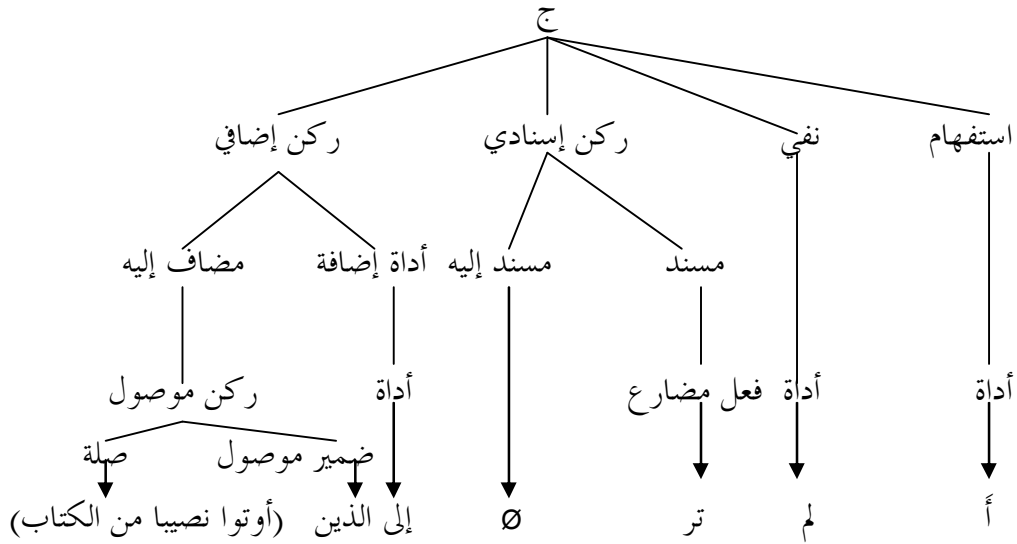 ج
استفهام نفي ركن إسنادي ركن إضافي
مسند مسند إليه أداة إضافة مضاف إليه
أداة أداة فعل مضارع أداة ركن موصول
ضمير موصول صلة
أَ لم تر Ø إلى الذين (أوتوا نصيبا من الكتاب)